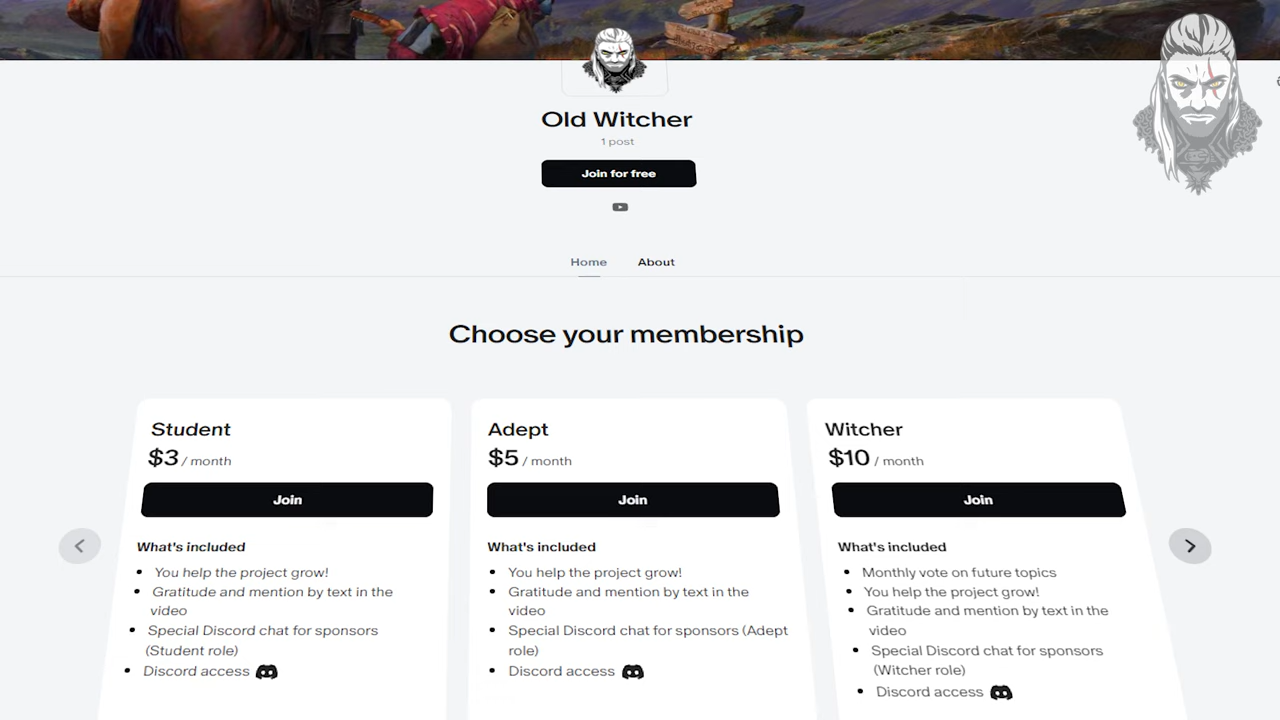 Old Witcher
1 post
Join for free
Home
About
Choose your membership
Student
$3 / month
Join
What's included
You help the project grow!
Gratitude and mention by text in the
video
Special Discord chat for sponsors
(Student role)
Discord access
Adept
$5 / month
Join
What's included
You help the project grow!
Gratitude and mention by text in the
video
Special Discord chat for sponsors (Adept
role)
Discord access
Witcher
$10 / month
Join
What's included
Monthly vote on future topics
You help the project grow!
Gratitude and mention by text in the
video
Special Discord chat for sponsors
(Witcher role)
Discord access